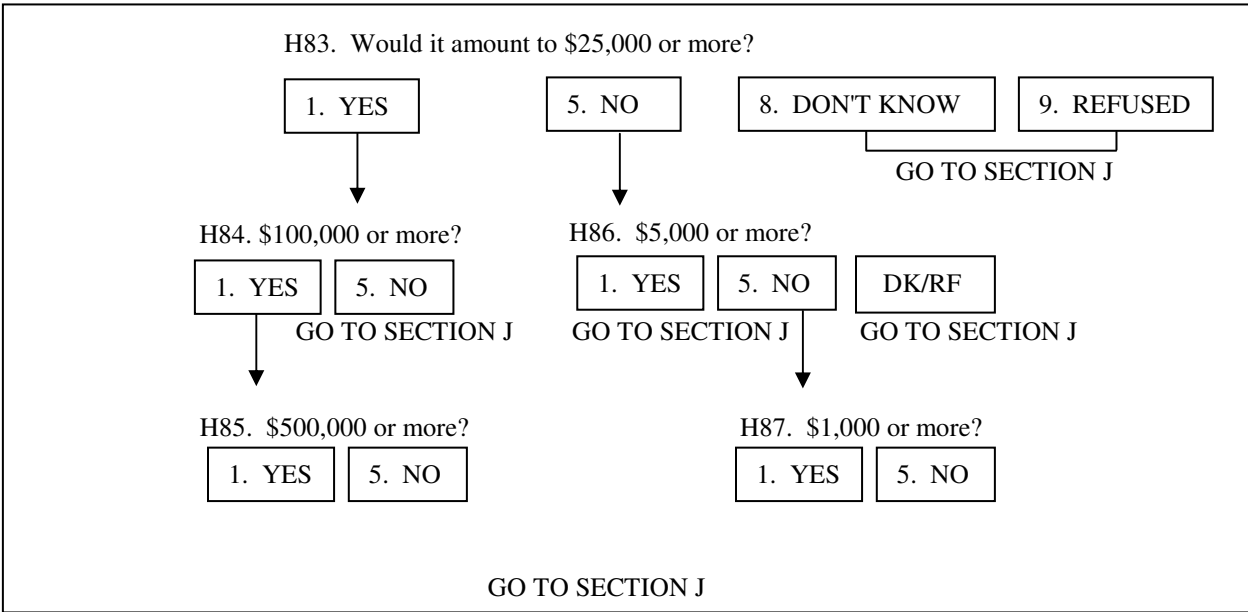 H83. Would it amount to $25,000 or more?
1. YES 5. NO 8. DON'T KNOW 9. REFUSED
GO TO SECTION J
H84. $100,000 or more? H86. $5,000 or more?
1. YES 5. NO 1. YES 5. NO DK/RF
GO TO SECTION J GO TO SECTION J GO TO SECTION J
H85. $500,000 or more? H87. $1,000 or more?
1. YES 5. NO 1. YES 5. NO
GO TO SECTION J